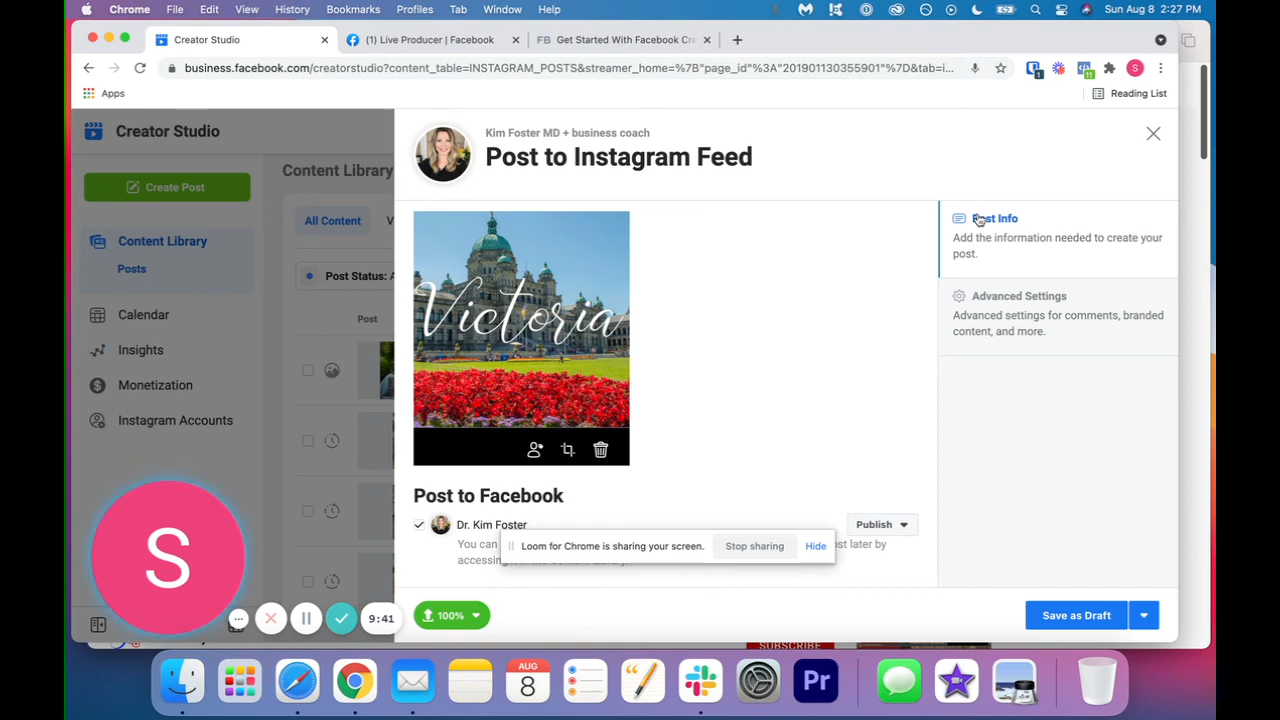 Chrome File Edit View History Bookmarks Profiles Tab Window Help
Sun Aug 8 2:27 PM
Creator Studio
(1) Live Producer | Facebook
Get Started With Facebook Cre
business.facebook.com/creatorstudio?content_table=INSTAGRAM_POSTS&streamer_home=%7B"page_id"%3A"201901130355901"%7D&tab=i...
1
11
S
Apps
Reading List
Creator Studio
Create Post
Content Library
Posts
Calendar
Insights
Monetization
Instagram Accounts
Content Library
All Content
Post Status: A
Post
Kim Foster MD + business coach
Post to Instagram Feed
Victoria
Post to Facebook
Dr. Kim Foster
Publish
You can
ost later by
Loom for Chrome is sharing your screen.
Stop sharing
Hide
Post Info
Add the information needed to create your
post.
Advanced Settings
Advanced settings for comments, branded
content, and more.
S
9:41
100%
Save as Draft
SUBSCRIBE
AUG
8
Pr